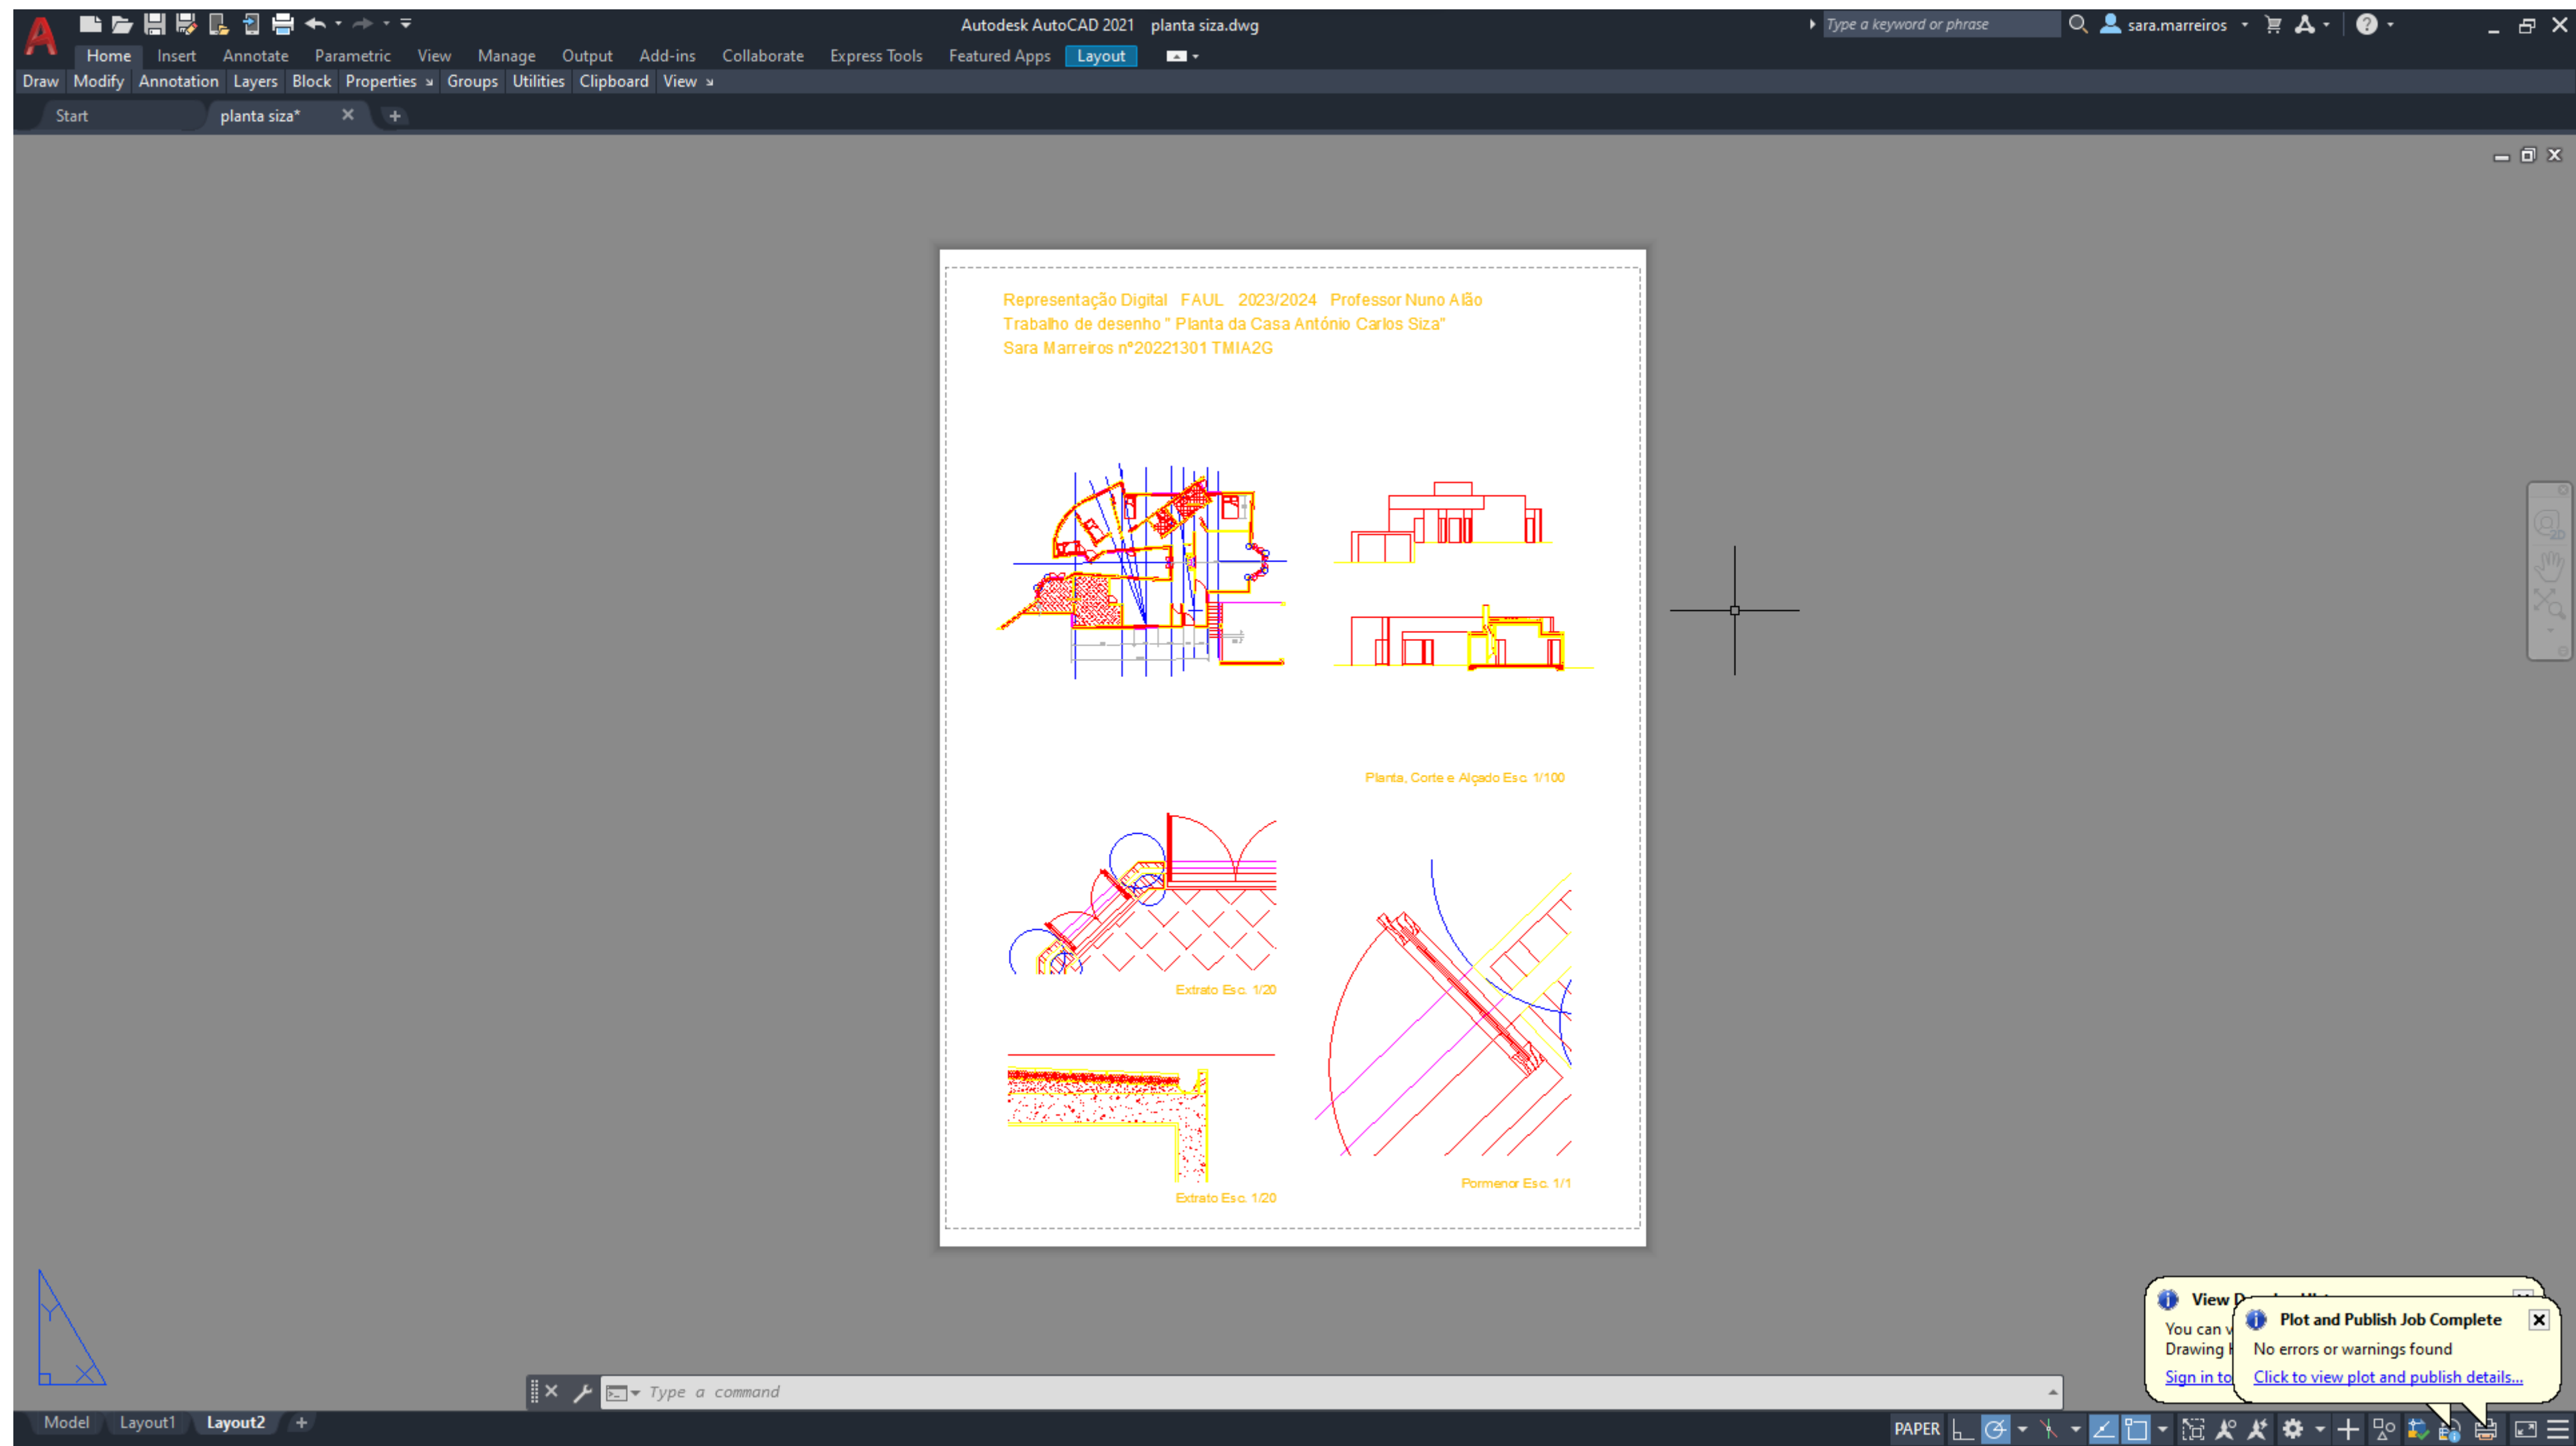 Autodesk AutoCAD 2021 planta siza.dwg
Type a keyword or phrase
sara.marreiros
Home Insert Annotate Parametric View Manage Output Add-ins Collaborate Express Tools Featured Apps Layout
Draw Modify Annotation Layers Block Properties Groups Utilities Clipboard View
Start planta siza*
Representação Digital FAUL 2023/2024 Professor Nuno Alão
Trabalho de desenho " Planta da Casa António Carlos Siza"
Sara Marreiros nº20221301 TMIA2G
2D
Planta, Corte e Alçado Esc. 1/100
Extrato Esc. 1/20
Pormenor Esc. 1/1
Extrato Esc. 1/20
Y
X
View
You can
Drawing
Sign in to
Plot and Publish Job Complete
No errors or warnings found
Click to view plot and publish details...
Type a command
Model Layout1 Layout2
PAPER